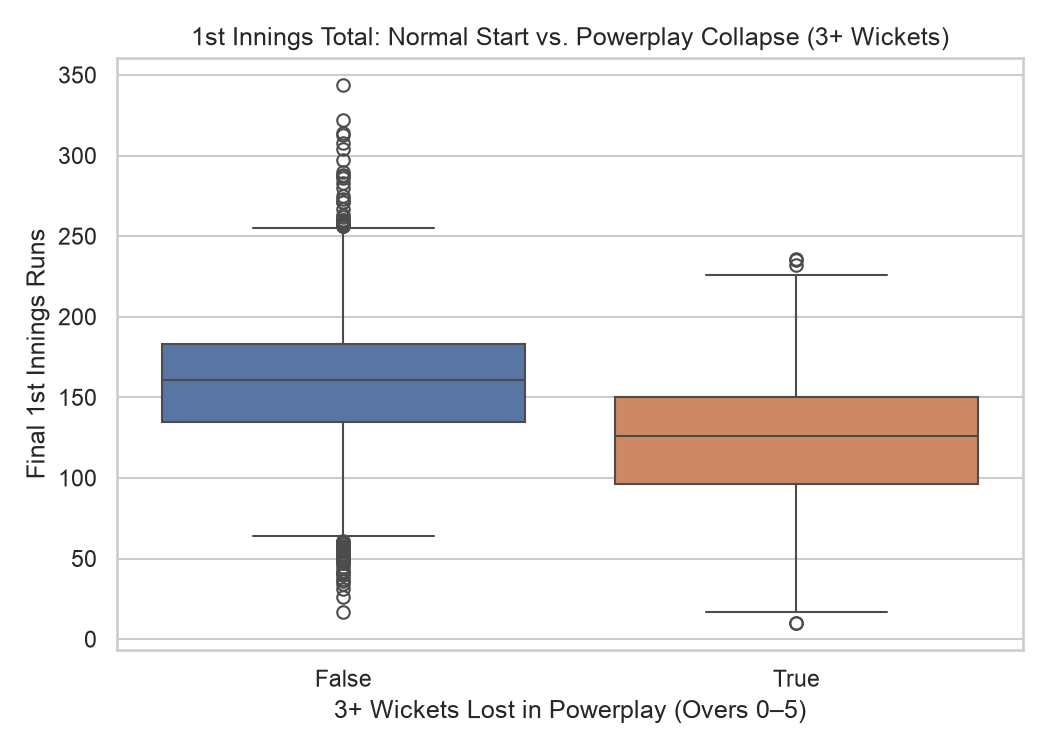 1st Innings Total: Normal Start vs. Powerplay Collapse (3+ Wickets)
Final 1st Innings Runs
350
300
250
200
150
100
50
0
False
True
3+ Wickets Lost in Powerplay (Overs 0–5)